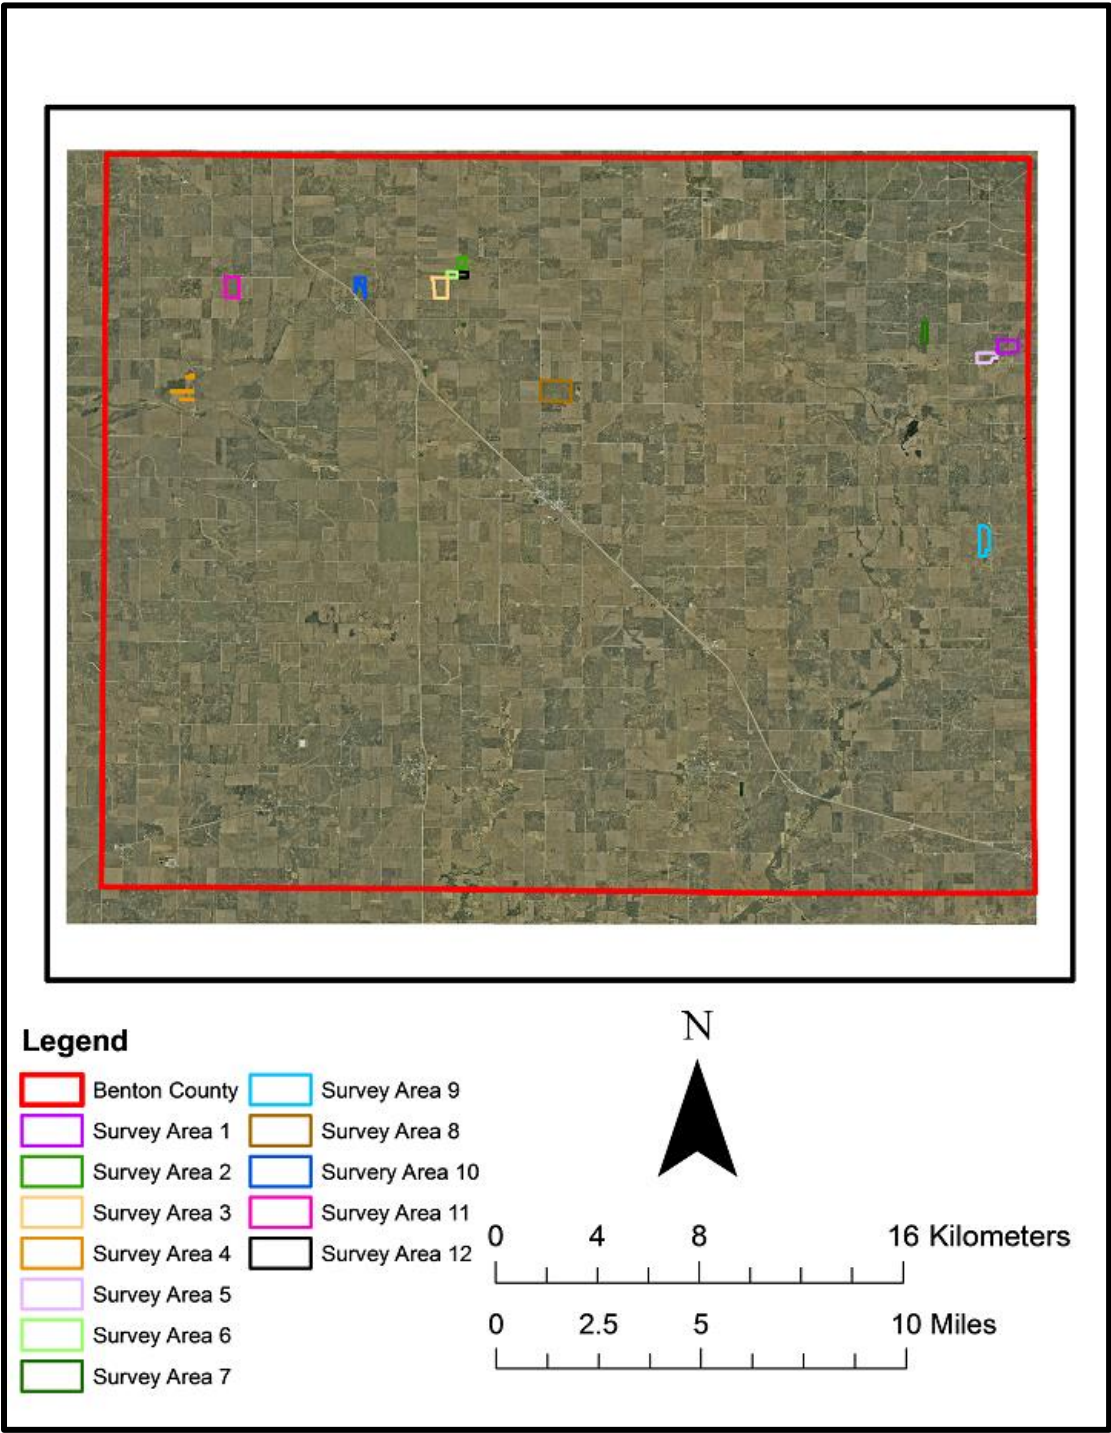 N
Legend
Benton County
Survey Area 1
Survey Area 2
Survey Area 3
Survey Area 4
Survey Area 5
Survey Area 6
Survey Area 7
Survey Area 9
Survey Area 8
Survery Area 10
Survey Area 11
Survey Area 12
0 4 8 16 Kilometers
0 2.5 5 10 Miles